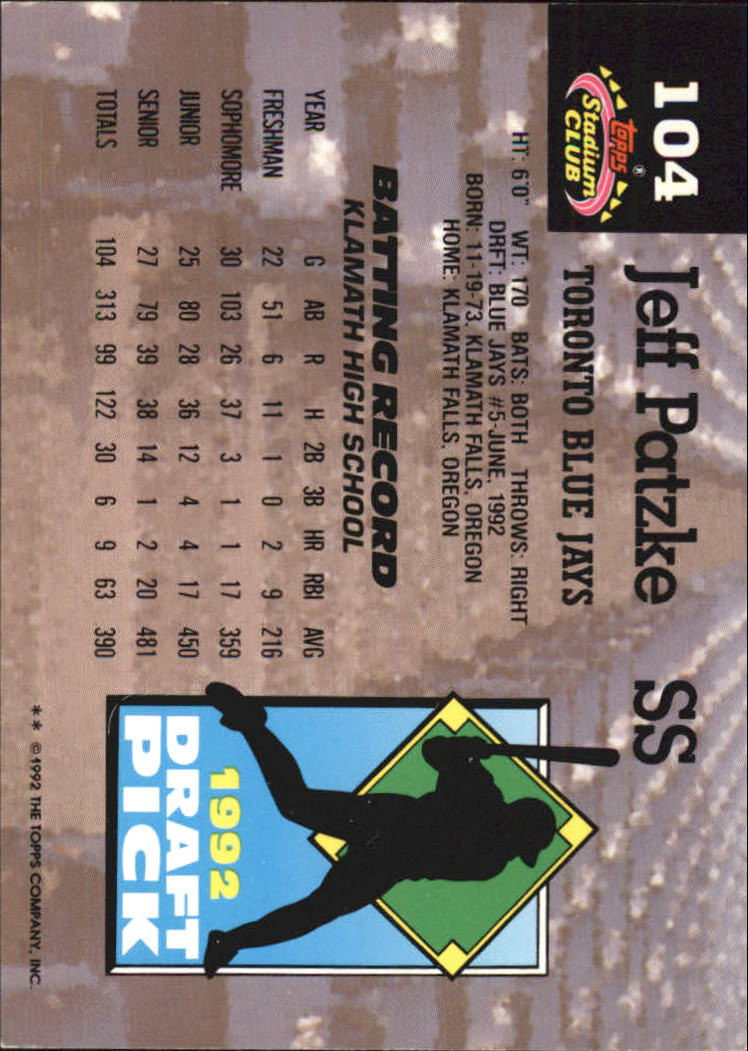 104
Topps®
Stadium
CLUB
Jeff Patzke SS
TORONTO BLUE JAYS
HT: 6'0" WT: 170 BATS: BOTH THROWS: RIGHT
DRFT: BLUE JAYS #5-JUNE, 1992
BORN: 11-19-73, KLAMATH FALLS, OREGON
HOME: KLAMATH FALLS, OREGON
BATTING RECORD
KLAMATH HIGH SCHOOL
YEAR G AB R H 2B 3B HR RBI AVG
FRESHMAN 22 51 6 11 1 0 2 9 216
SOPHOMORE 30 103 26 37 3 1 1 17 359
JUNIOR 25 80 28 36 12 4 4 17 450
SENIOR 27 79 39 38 14 1 2 20 481
TOTALS 104 313 99 122 30 6 9 63 390
1992
DRAFT
PICK
** ©1992 THE TOPPS COMPANY, INC.